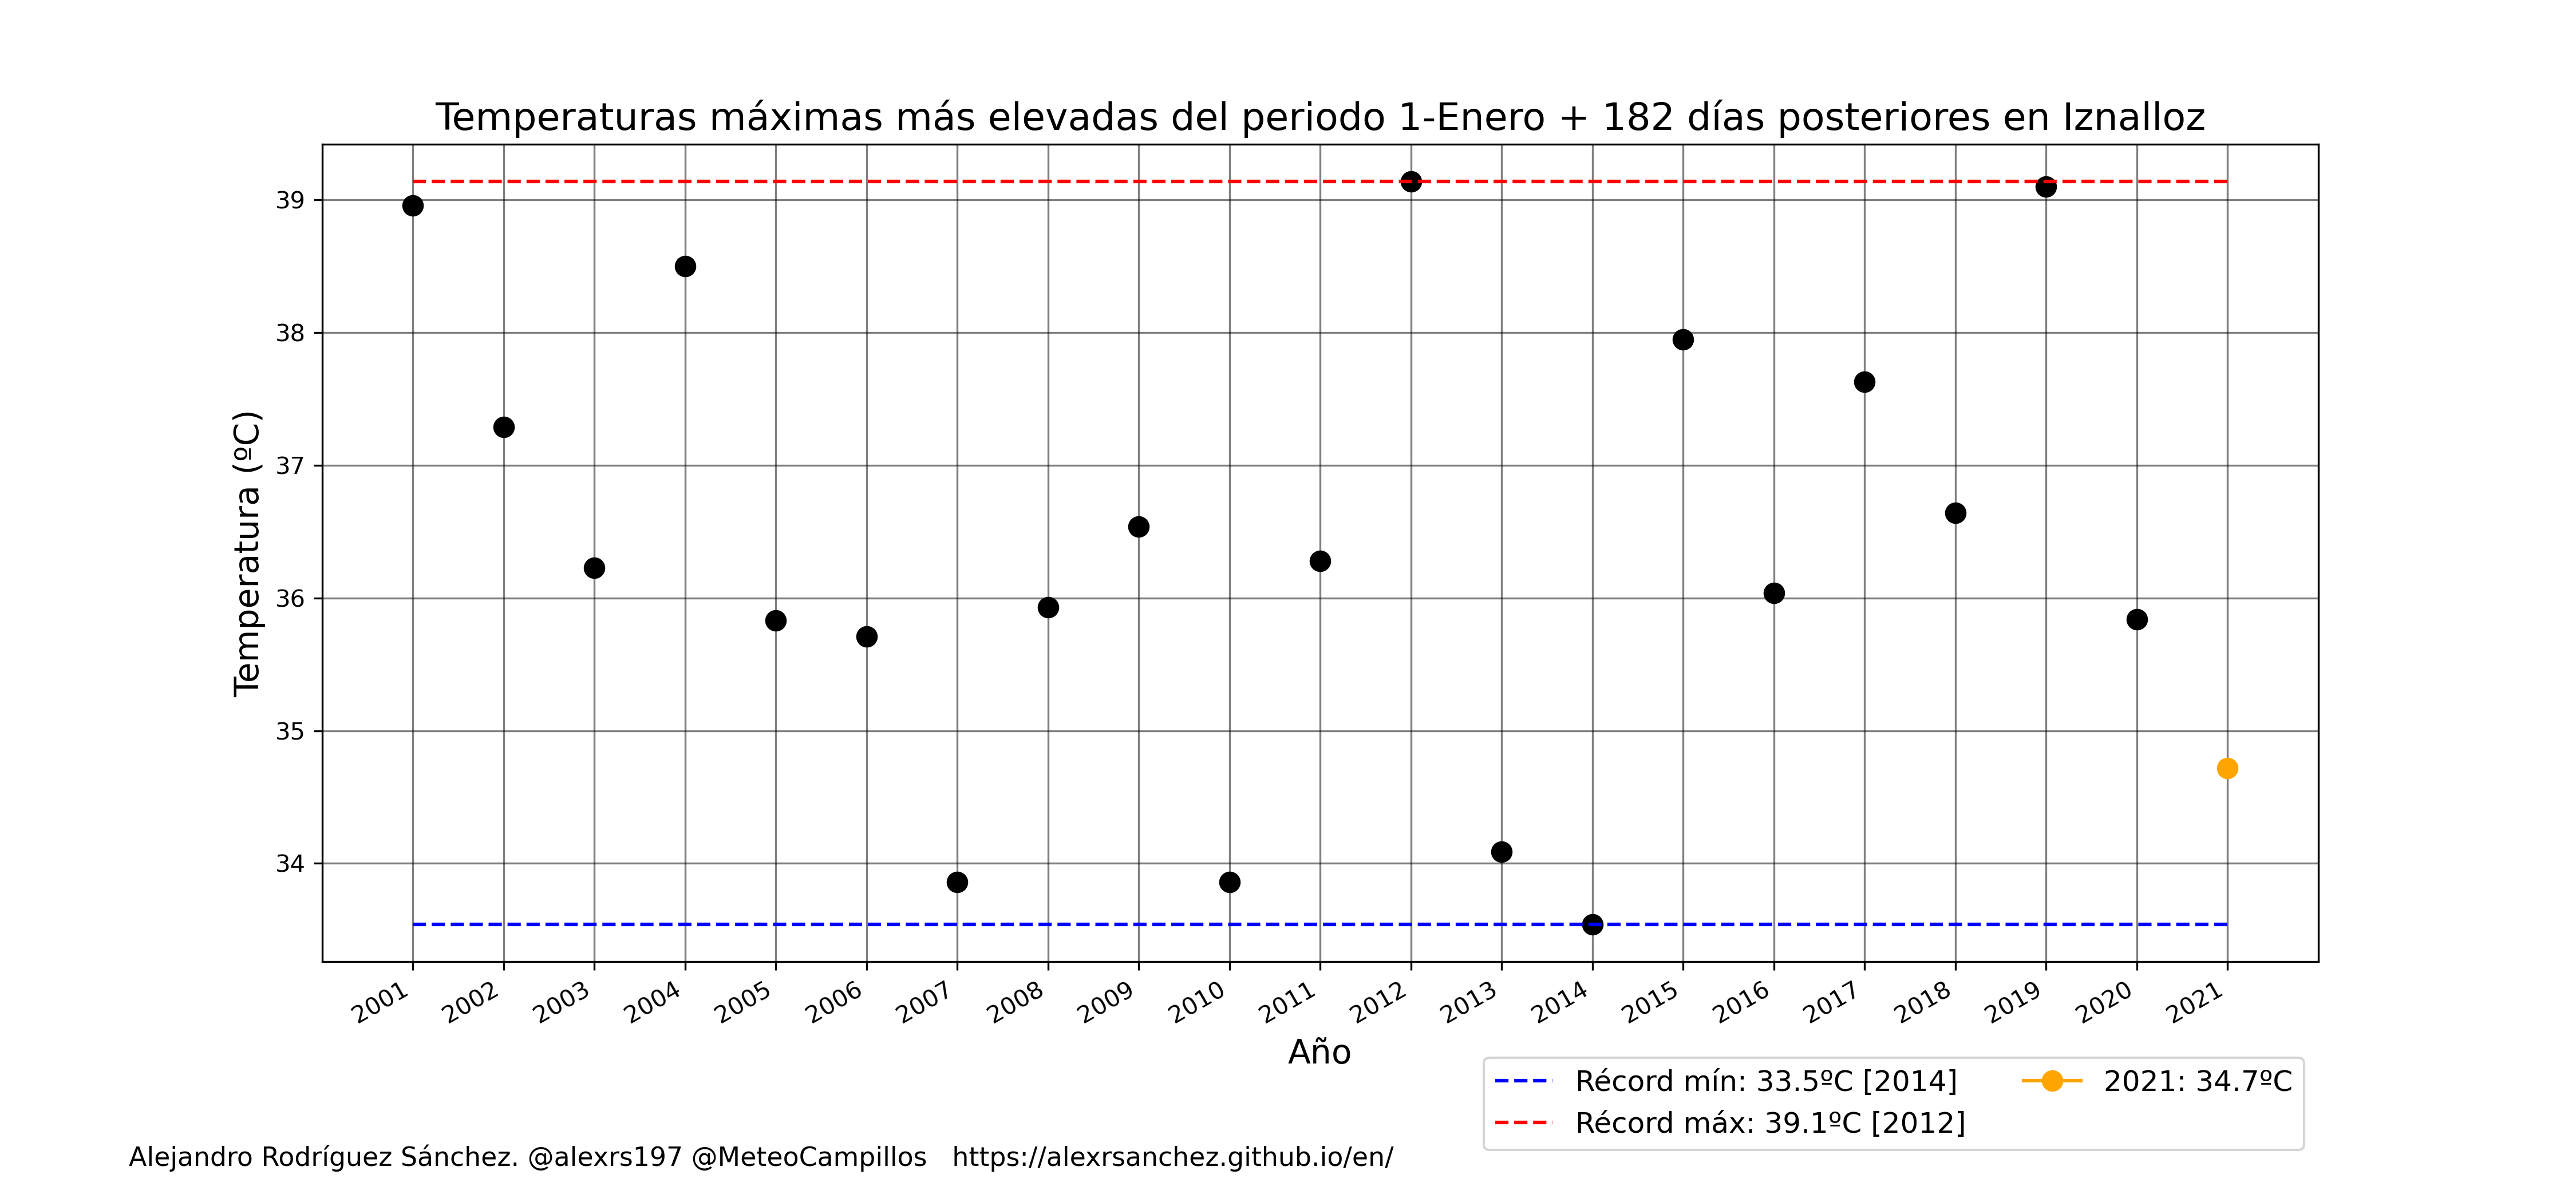 Temperaturas máximas más elevadas del periodo 1-Enero + 182 días posteriores en Iznalloz
Temperatura (ºC)
39
38
37
36
35
34
2001 2002 2003 2004 2005 2006 2007 2008 2009 2010 2011 2012 2013 2014 2015 2016 2017 2018 2019 2020 2021
Año
Récord mín: 33.5ºC [2014]
Récord máx: 39.1ºC [2012]
2021: 34.7ºC
Alejandro Rodríguez Sánchez. @alexrs197 @MeteoCampillos https://alexrsanchez.github.io/en/